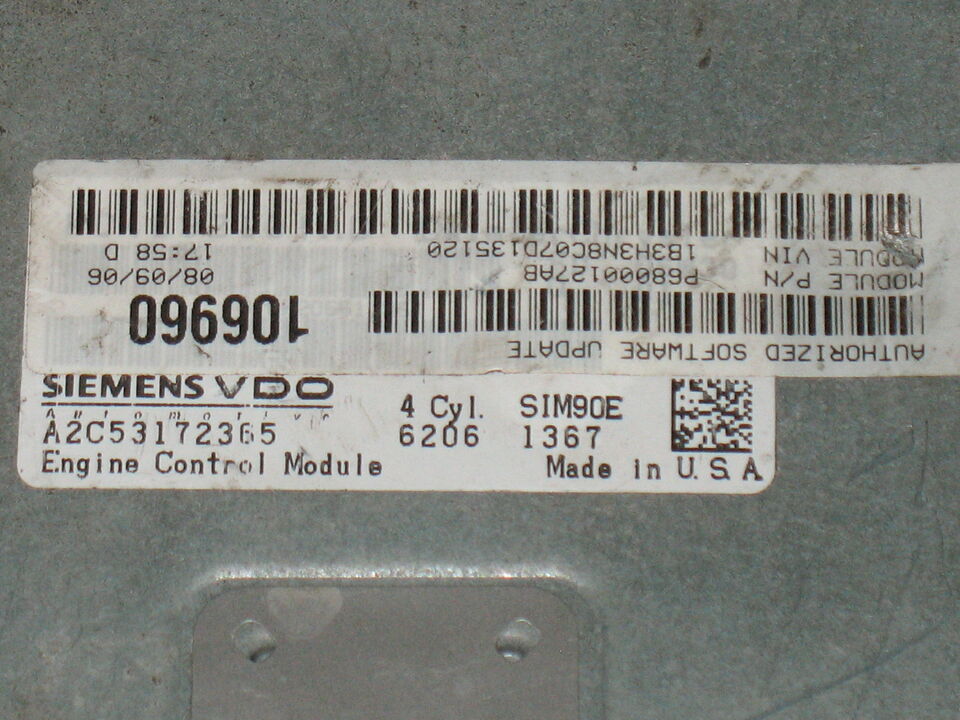 AUTHORIZED SOFTWARE UPDATE
106960
MODULE P/N P68000127AB 08/09/06
MODULE VIN 1B3H3N8C07D135120 17:58 D
SIEMENS VDO
Automotive
4 Cyl. SIM90E
A2C53172365 6206 1367
Engine Control Module Made in U.S.A